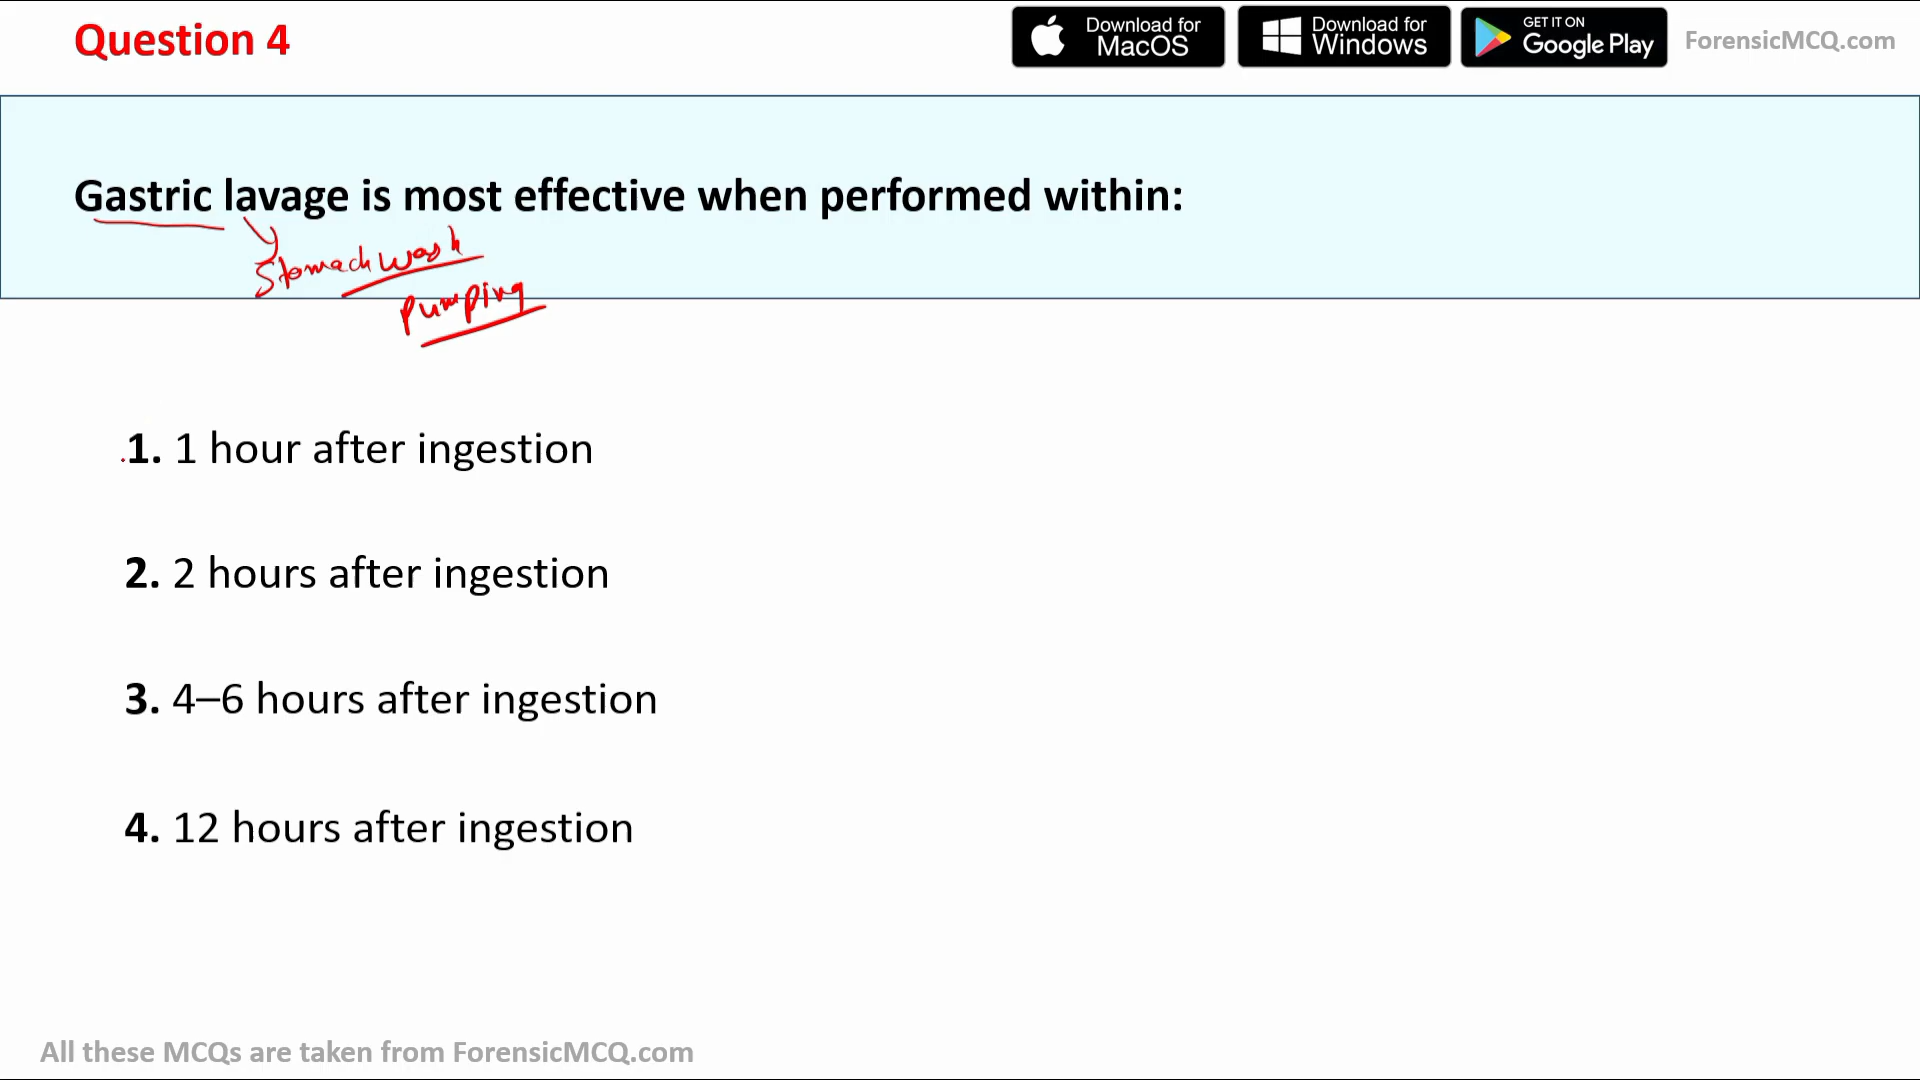 Question 4
Download for
MacOS
Download for
Windows
GET IT ON
Google Play
ForensicMCQ.com
Gastric lavage is most effective when performed within:
Stomach wash
Pumping
1. 1 hour after ingestion
2. 2 hours after ingestion
3. 4–6 hours after ingestion
4. 12 hours after ingestion
All these MCQs are taken from ForensicMCQ.com